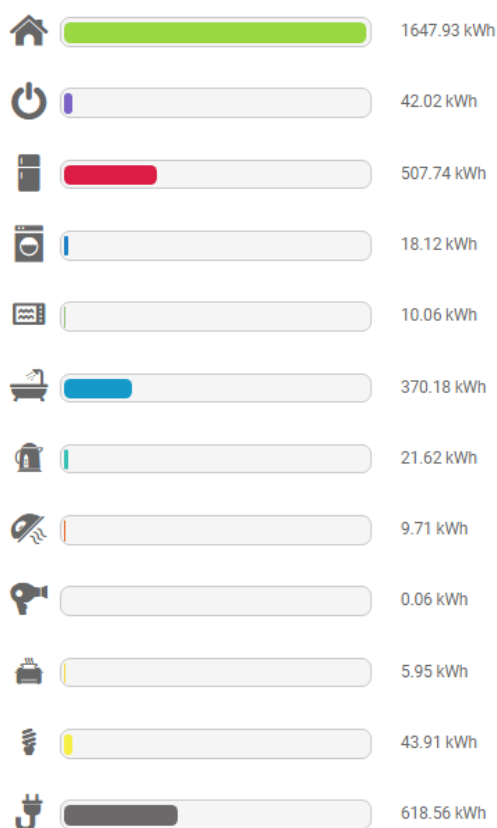 1647.93 kWh
42.02 kWh
507.74 kWh
18.12 kWh
10.06 kWh
370.18 kWh
21.62 kWh
9.71 kWh
0.06 kWh
5.95 kWh
43.91 kWh
618.56 kWh